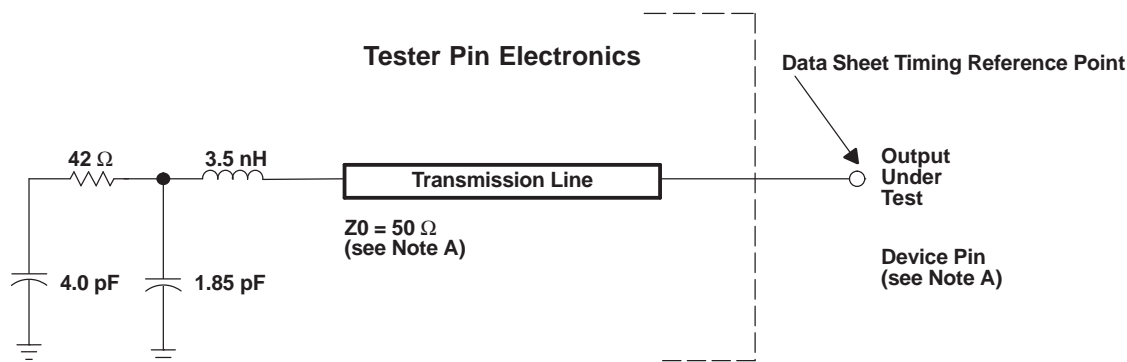 Tester Pin Electronics
Data Sheet Timing Reference Point
42 Ω
3.5 nH
Transmission Line
Output
Under
Test
Z0 = 50 Ω
(see Note A)
Device Pin
(see Note A)
4.0 pF
1.85 pF